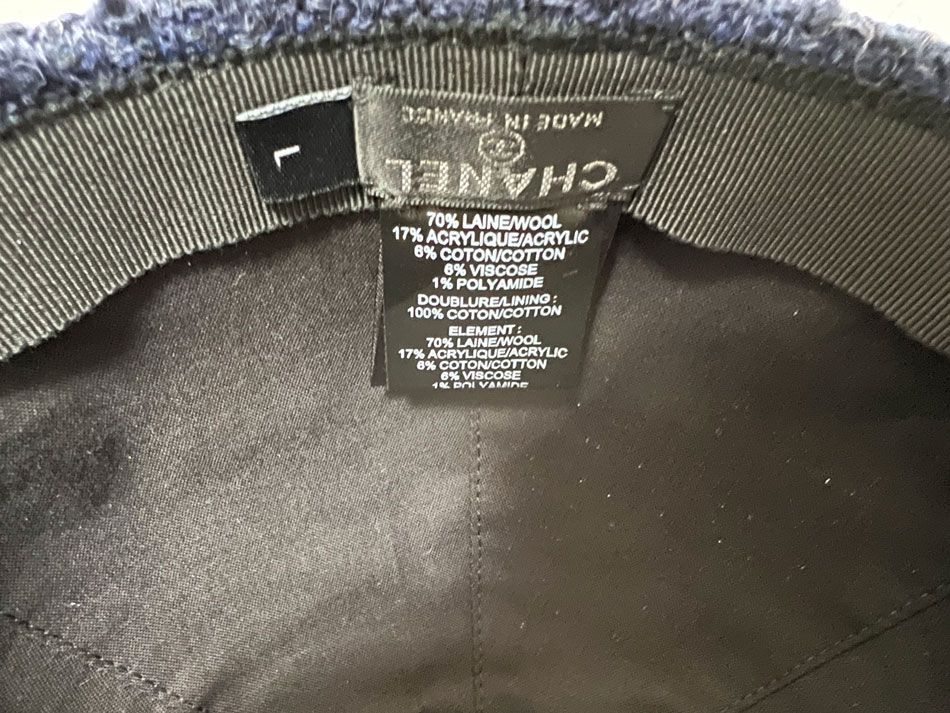 L
MADE IN FRANCE
CHANEL
70% LAINE/WOOL
17% ACRYLIQUE/ACRYLIC
6% COTON/COTTON
6% VISCOSE
1% POLYAMIDE
DOUBLURE/LINING :
100% COTON/COTTON
ELEMENT :
70% LAINE/WOOL
17% ACRYLIQUE/ACRYLIC
6% COTON/COTTON
6% VISCOSE
1% POLYAMIDE